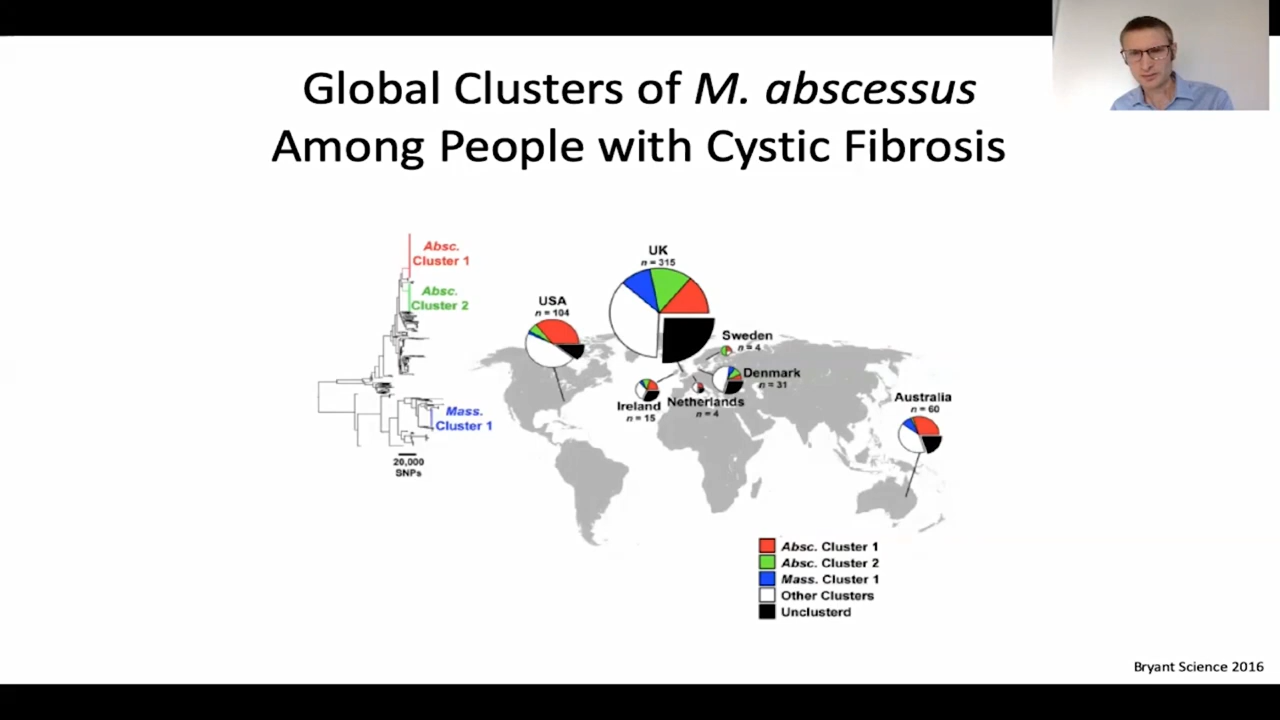 Global Clusters of M. abscessus
Among People with Cystic Fibrosis
Absc.
Cluster 1
Absc.
Cluster 2
Mass.
Cluster 1
20,000
SNPs
USA
n = 104
UK
n = 315
Sweden
n = 4
Denmark
n = 31
Ireland
n = 15
Netherlands
n = 4
Australia
n = 60
Absc. Cluster 1
Absc. Cluster 2
Mass. Cluster 1
Other Clusters
Unclusterd
Bryant Science 2016